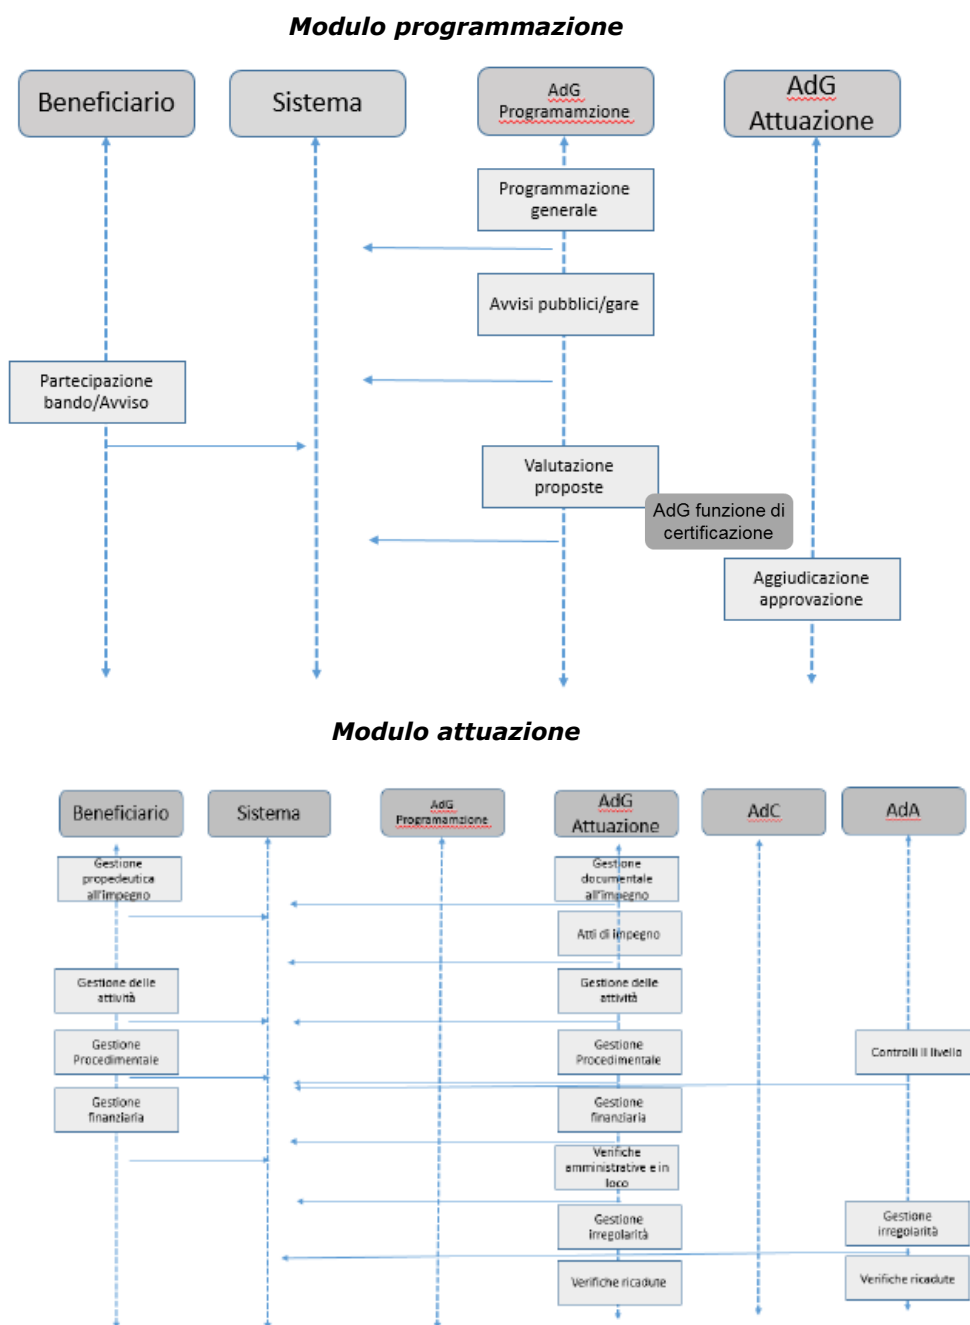 Modulo programmazione
Beneficiario
Sistema
AdG
Programamzione
AdG
Attuazione
Programmazione
generale
Avvisi pubblici/gare
Partecipazione
bando/Avviso
Valutazione
proposte
AdG funzione di
certificazione
Aggiudicazione
approvazione
Modulo attuazione
Beneficiario
Sistema
AdG
Programamzione
AdG
Attuazione
AdC
AdA
Gestione
propedeutica
all'impegno
Gestione
documentale
all'impegno
Atti di impegno
Gestione delle
attività
Gestione delle
attività
Gestione
Procedimentale
Gestione
Procedimentale
Controlli II livello
Gestione
finanziaria
Gestione
finanziaria
Verifiche
amministrative e in
loco
Gestione
irregolarità
Gestione
irregolarità
Verifiche ricadute
Verifiche ricadute